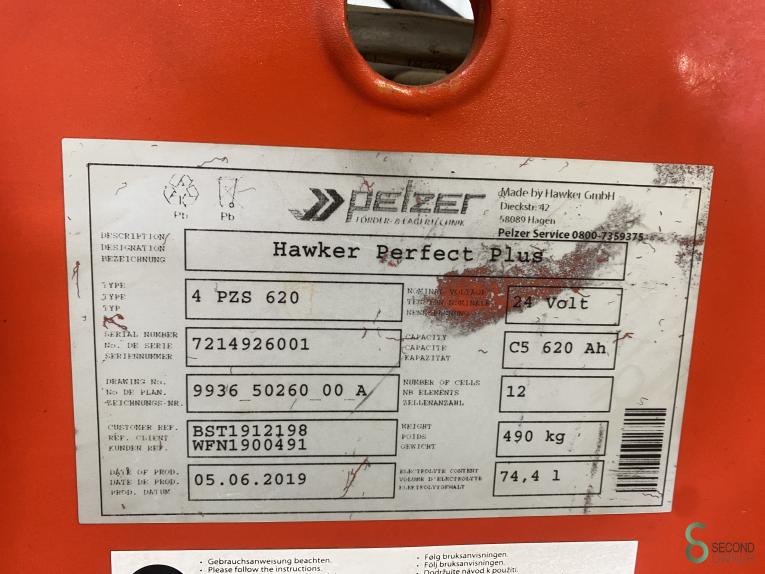 Pb Pb
pelzer
FÖRDER- & LAGERTECHNIK
Made by Hawker GmbH
Dieckstr. 42
58089 Hagen
Pelzer Service 0800-7359375
DESCRIPTION/
DESIGNATION
BEZEICHNUNG
Hawker Perfect Plus
TYPE
TYPE
TYP
4 PZS 620
NOMINAL VOLTAGE
TENSION NOMINALE
NENNSPANNUNG
24 Volt
SERIAL NUMBER
No. DE SERIE
SERIENNUMMER
7214926001
CAPACITY
CAPACITE
KAPAZITÄT
C5 620 Ah
DRAWING No.
No DE PLAN.
ZEICHNUNGS-NR.
9936_50260_00_A
NUMBER OF CELLS
NB ELEMENTS
ZELLENANZAHL
12
CUSTOMER REF.
REF. CLIENT
KUNDEN REF.
BST1912198
WFN1900491
WEIGHT
POIDS
GEWICHT
490 kg
DATE OF PROD.
DATE DE PROD.
PROD. DATUM
05.06.2019
ELECTROLYTE CONTENT
VOLUME D'ELECTROLYTE
ELEKTROLYTGEHALT
74,4 l
• Gebrauchsanweisung beachten.
• Please follow the instructions.
• Følg bruksanvisningen.
• Följ bruksanvisningen.
• Dodržujte návod k použití.
SECOND